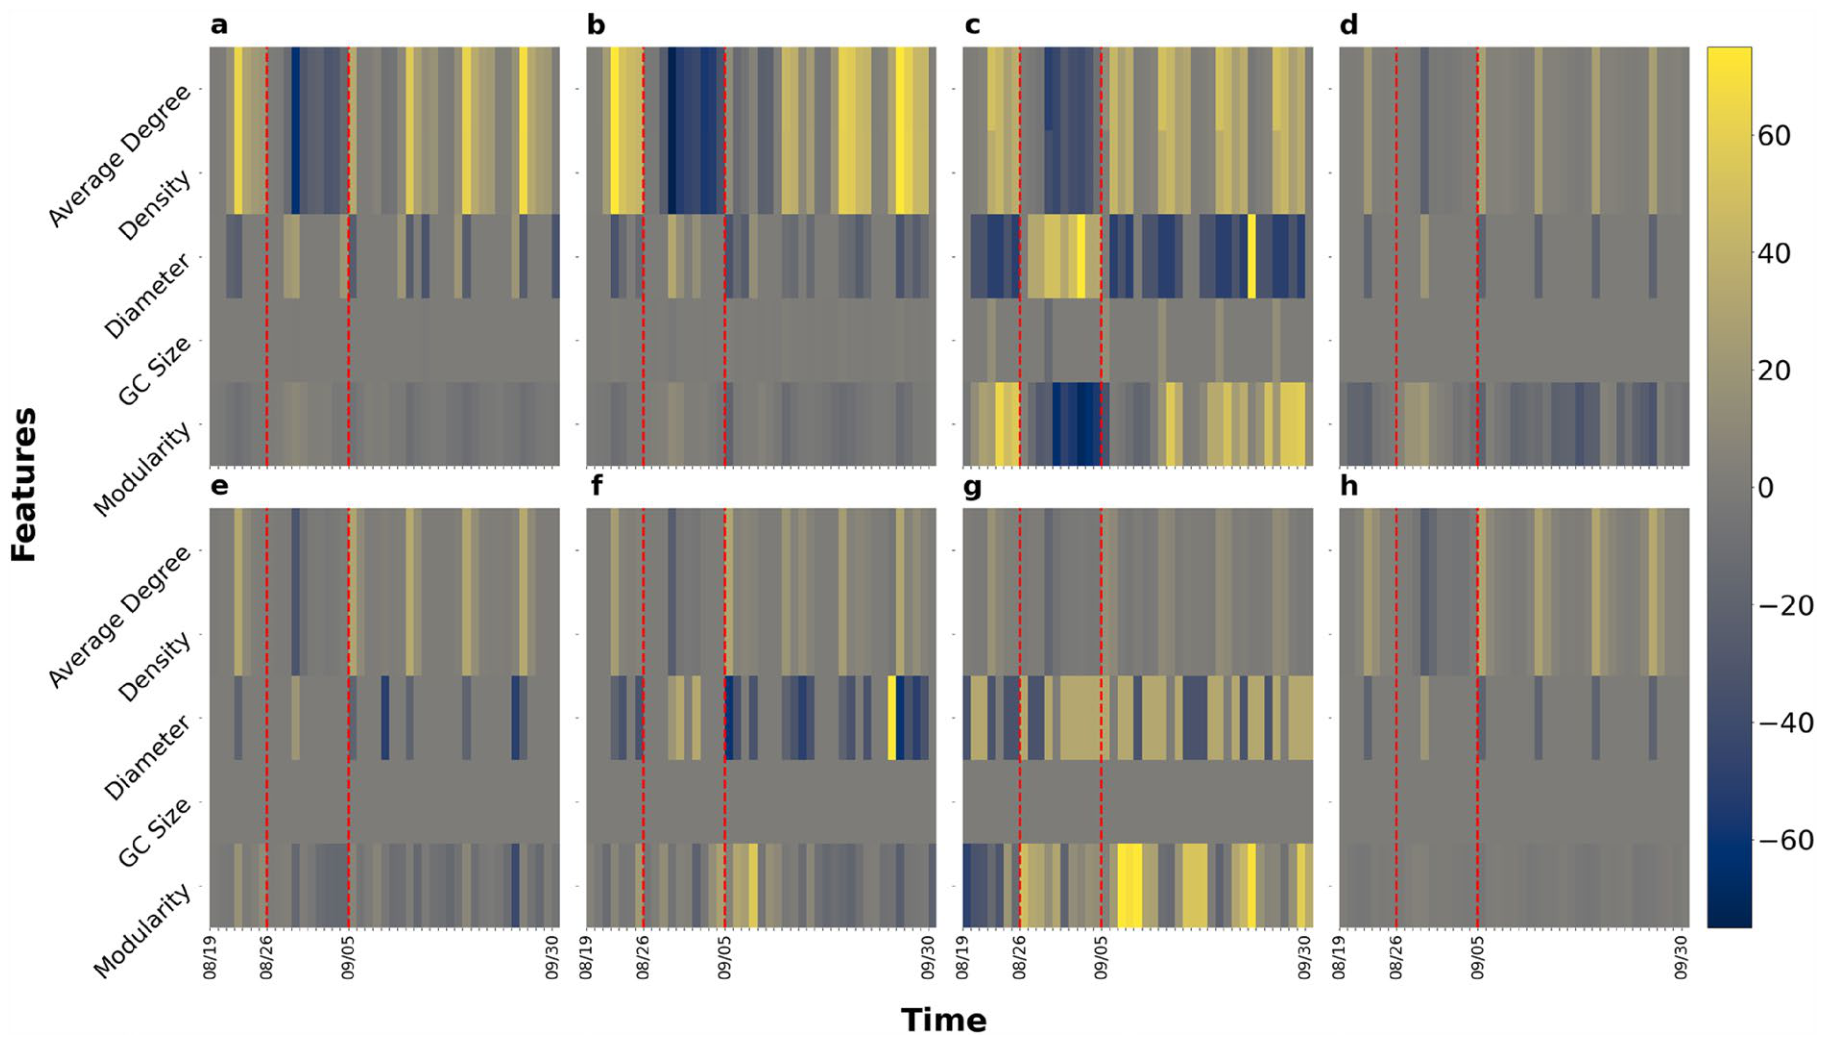 a b c d
Average Degree
Density
Diameter
GC Size
Modularity
60
40
20
0
−20
−40
−60
Features
e f g h
Average Degree
Density
Diameter
GC Size
Modularity
08/19 08/26 09/05 09/30 08/19 08/26 09/05 09/30 08/19 08/26 09/05 09/30 08/19 08/26 09/05 09/30
Time